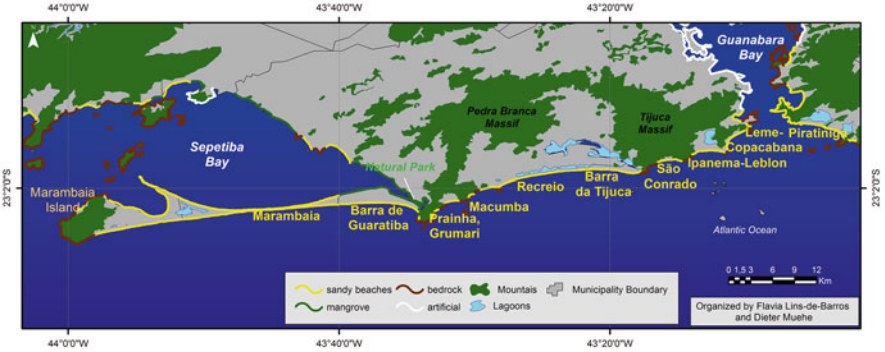 44°0'0"W 43°40'0"W 43°20'0"W
Guanabara
Bay
Pedra Branca
Massif
Tijuca
Massif
Sepetiba
Bay
Leme- Piratininga
Copacabana
Ipanema-Leblon
Natural Park
São
Conrado
Barra
da Tijuca
Recreio
23°2'0"S
23°2'0"S
Marambaia
Island
Macumba
Marambaia
Barra de
Guaratiba
Prainha,
Grumari
Atlantic Ocean
sandy beaches bedrock Mountais Municipality Boundary
mangrove artificial Lagoons
0 1,5 3 6 9 12
Km
Organized by Flavia Lins-de-Barros
and Dieter Muehe
44°0'0"W 43°40'0"W 43°20'0"W